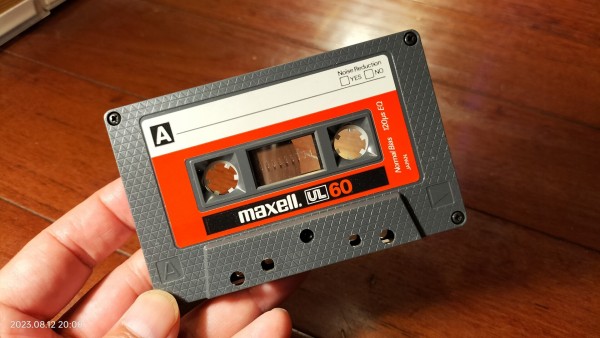 Noise Reduction
YES NO
A
Normal Bias 120μs EQ
JAPAN
maxell. UL 60
A
2023.08.12 20:06